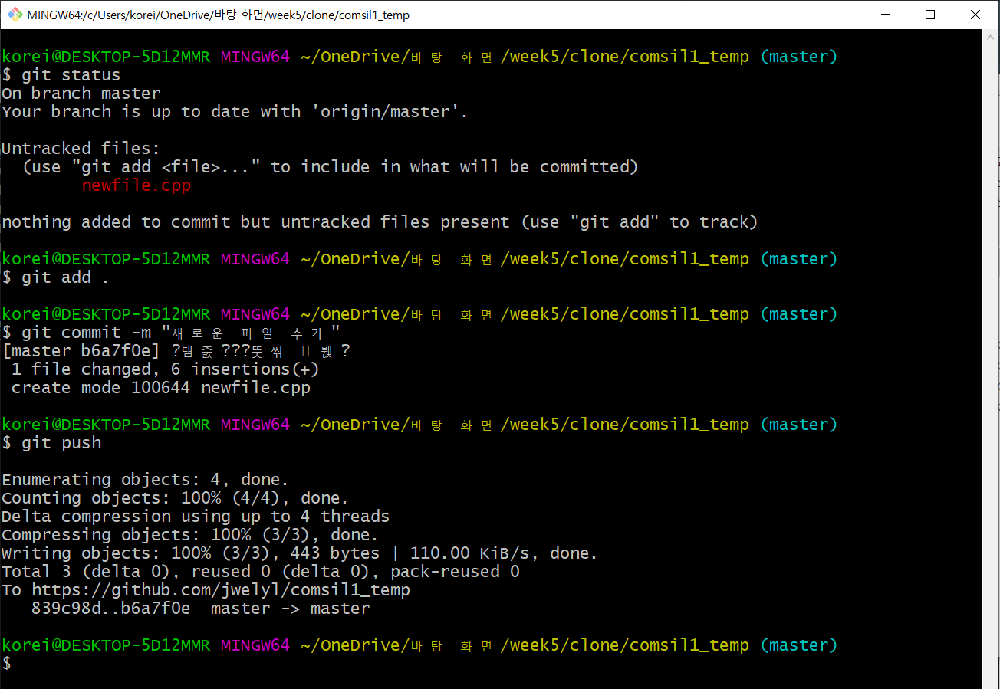 MINGW64:/c/Users/korei/OneDrive/바탕 화면/week5/clone/comsil1_temp
korei@DESKTOP-5D12MMR MINGW64 ~/OneDrive/바탕 화면/week5/clone/comsil1_temp (master)
$ git status
On branch master
Your branch is up to date with 'origin/master'.
Untracked files:
(use "git add <file>..." to include in what will be committed)
newfile.cpp
nothing added to commit but untracked files present (use "git add" to track)
korei@DESKTOP-5D12MMR MINGW64 ~/OneDrive/바탕 화면/week5/clone/comsil1_temp (master)
$ git add .
korei@DESKTOP-5D12MMR MINGW64 ~/OneDrive/바탕 화면/week5/clone/comsil1_temp (master)
$ git commit -m "새로운 파일 추가"
[master b6a7f0e]
1 file changed, 6 insertions(+)
create mode 100644 newfile.cpp
korei@DESKTOP-5D12MMR MINGW64 ~/OneDrive/바탕 화면/week5/clone/comsil1_temp (master)
$ git push
Enumerating objects: 4, done.
Counting objects: 100% (4/4), done.
Delta compression using up to 4 threads
Compressing objects: 100% (3/3), done.
Writing objects: 100% (3/3), 443 bytes | 110.00 KiB/s, done.
Total 3 (delta 0), reused 0 (delta 0), pack-reused 0
To https://github.com/jwelyl/comsil1_temp
839c98d..b6a7f0e master -> master
korei@DESKTOP-5D12MMR MINGW64 ~/OneDrive/바탕 화면/week5/clone/comsil1_temp (master)
$